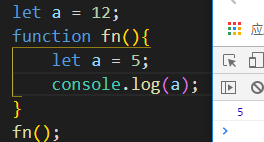 let a = 12;
function fn(){
    let a = 5;
    console.log(a);
}
fn();
5